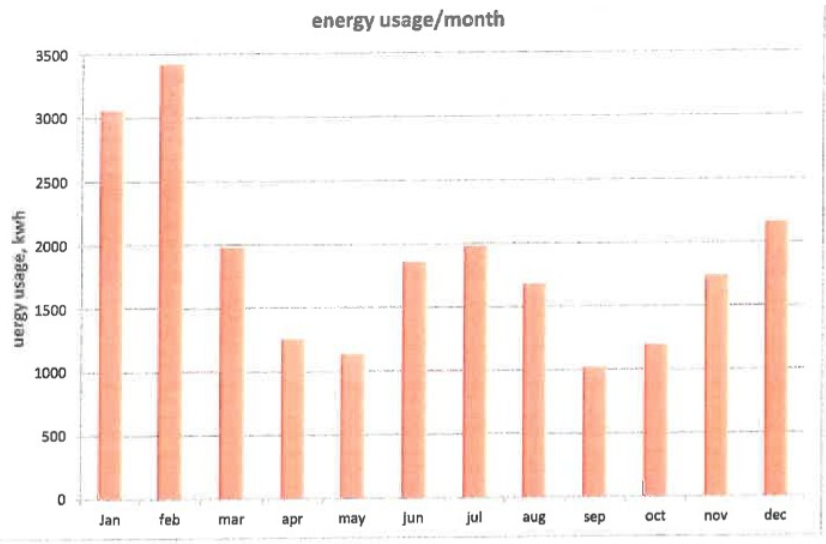 energy usage/month
3500
3000
2500
2000
1500
1000
500
0
uergy usage, kwh
Jan feb mar apr may jun jul aug sep oct nov dec